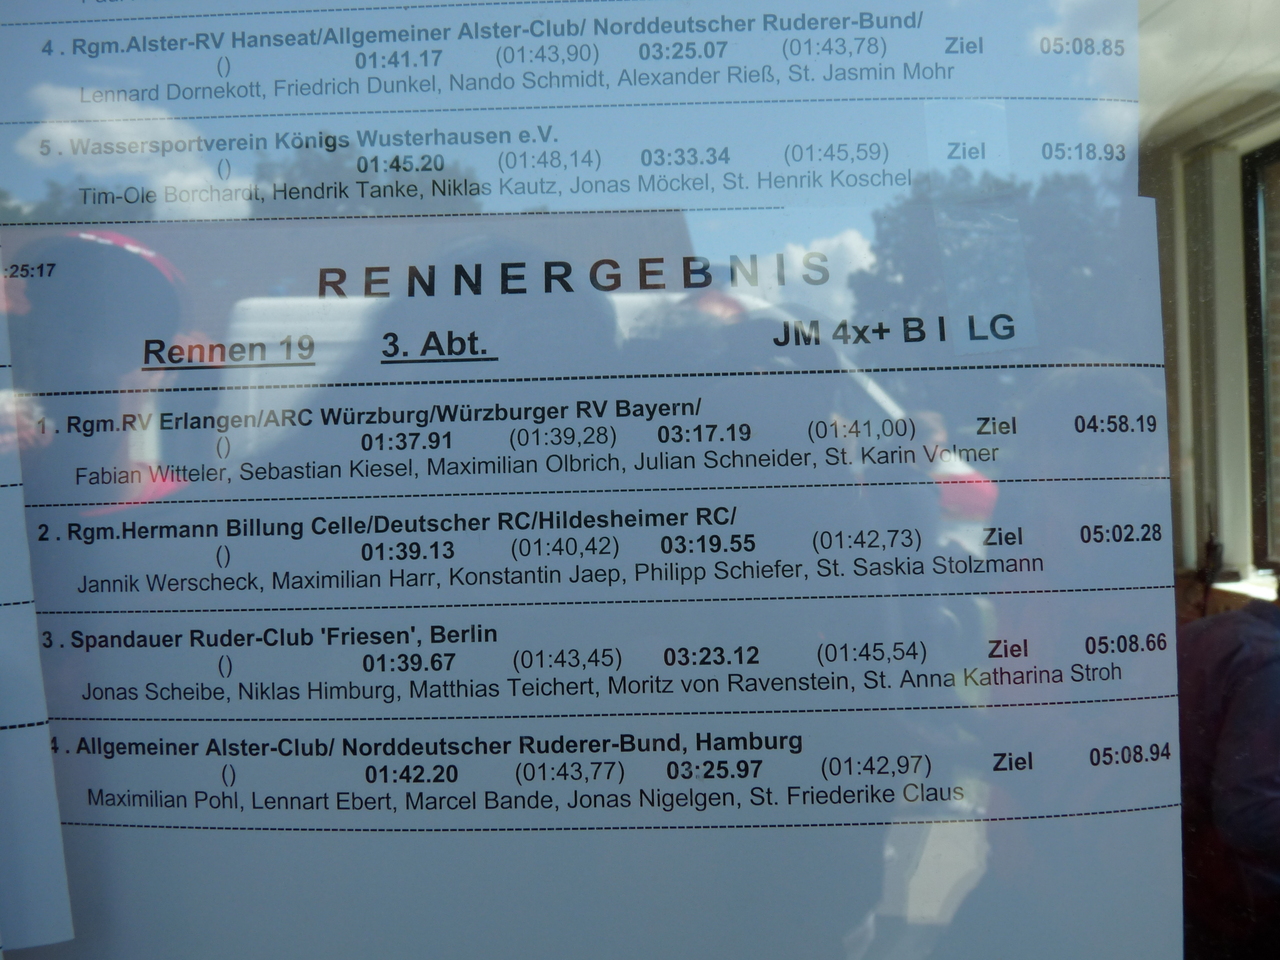 4 . Rgm.Alster-RV Hanseat/Allgemeiner Alster-Club/ Norddeutscher Ruderer-Bund/
() 01:41.17 (01:43,90) 03:25.07 (01:43,78) Ziel 05:08.85
Lennard Dornekott, Friedrich Dunkel, Nando Schmidt, Alexander Rieß, St. Jasmin Mohr
5 . Wassersportverein Königs Wusterhausen e.V.
() 01:45.20 (01:48,14) 03:33.34 (01:45,59) Ziel 05:18.93
Tim-Ole Borchardt, Hendrik Tanke, Niklas Kautz, Jonas Möckel, St. Henrik Koschel
:25:17
RENNERGEBNIS
Rennen 19 3. Abt. JM 4x+ B I LG
1 . Rgm.RV Erlangen/ARC Würzburg/Würzburger RV Bayern/
() 01:37.91 (01:39,28) 03:17.19 (01:41,00) Ziel 04:58.19
Fabian Witteler, Sebastian Kiesel, Maximilian Olbrich, Julian Schneider, St. Karin Volmer
2 . Rgm.Hermann Billung Celle/Deutscher RC/Hildesheimer RC/
() 01:39.13 (01:40,42) 03:19.55 (01:42,73) Ziel 05:02.28
Jannik Werscheck, Maximilian Harr, Konstantin Jaep, Philipp Schiefer, St. Saskia Stolzmann
3 . Spandauer Ruder-Club 'Friesen', Berlin
() 01:39.67 (01:43,45) 03:23.12 (01:45,54) Ziel 05:08.66
Jonas Scheibe, Niklas Himburg, Matthias Teichert, Moritz von Ravenstein, St. Anna Katharina Stroh
4 . Allgemeiner Alster-Club/ Norddeutscher Ruderer-Bund, Hamburg
() 01:42.20 (01:43,77) 03:25.97 (01:42,97) Ziel 05:08.94
Maximilian Pohl, Lennart Ebert, Marcel Bande, Jonas Nigelgen, St. Friederike Claus